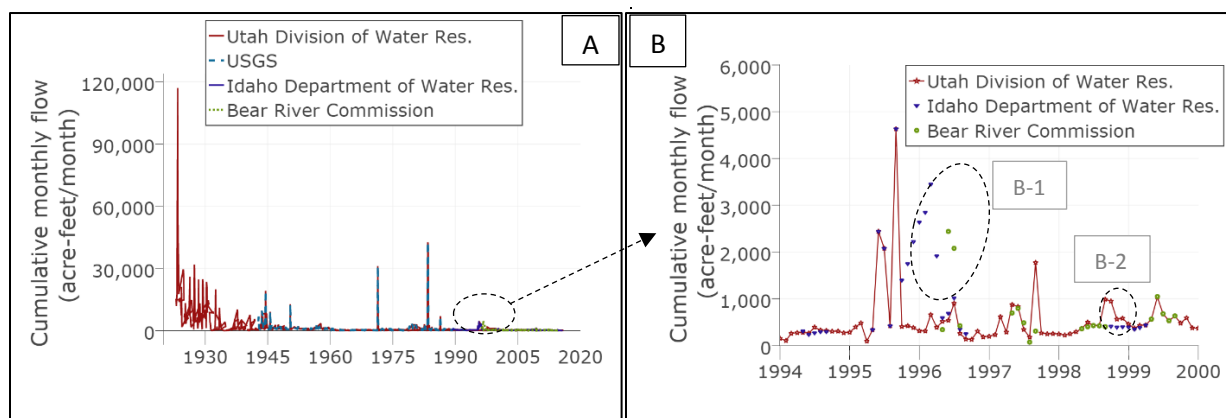 A
Utah Division of Water Res.
USGS
Idaho Department of Water Res.
Bear River Commission
Cumulative monthly flow
(acre-feet/month)
120,000
90,000
60,000
30,000
0
1930
1945
1960
1975
1990
2005
2020
B
Utah Division of Water Res.
Idaho Department of Water Res.
Bear River Commission
Cumulative monthly flow
(acre-feet/month)
6,000
5,000
4,000
3,000
2,000
1,000
0
B-1
B-2
1994
1995
1996
1997
1998
1999
2000